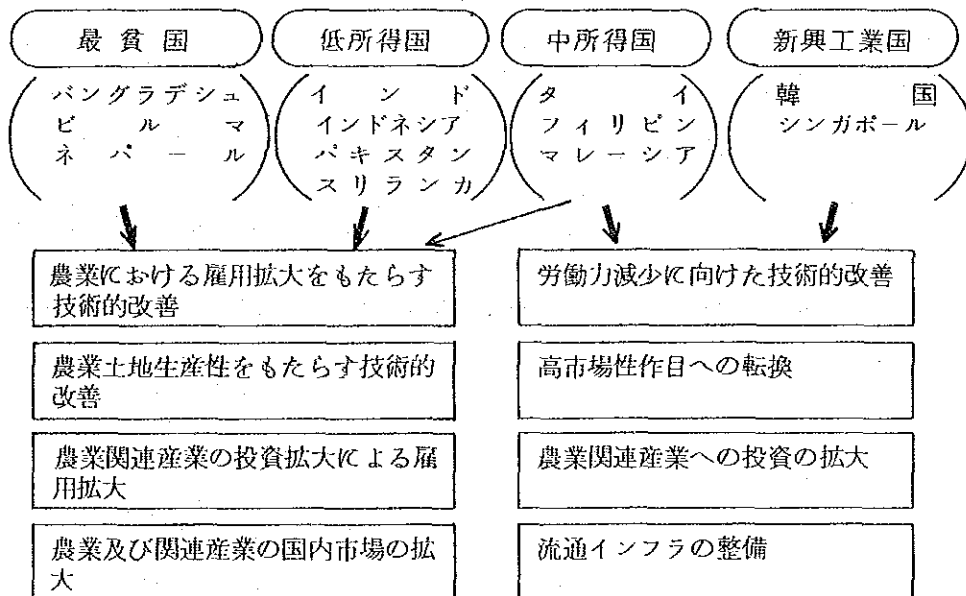 最貧国
低所得国
中所得国
新興工業国
バングラデシュ
ビルマ
ネパール
インド
インドネシア
パキスタン
スリランカ
タイ
フィリピン
マレーシア
韓国
シンガポール
農業における雇用拡大をもたらす
技術的改善
農業土地生産性をもたらす技術的
改善
農業関連産業の投資拡大による雇
用拡大
農業及び関連産業の国内市場の拡
大
労働力減少に向けた技術的改善
高市場性作目への転換
農業関連産業への投資の拡大
流通インフラの整備